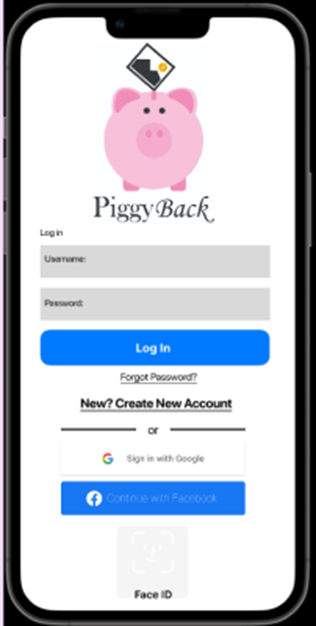 PiggyBack
Log in
Username:
Password:
Log In
Forgot Password?
New? Create New Account
or
Sign in with Google
Continue with Facebook
Face ID